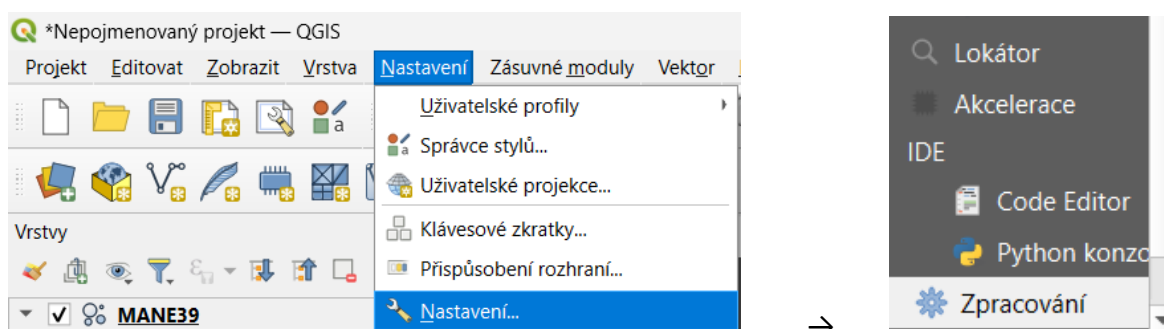 *Nepojmenovaný projekt — QGIS
Projekt Editovat Zobrazit Vrstva Nastavení Zásuvné moduly Vektor
Uživatelské profily
Správce stylů...
Uživatelské projekce...
Klávesové zkratky...
Přispůsobení rozhraní...
Nastavení...
a
Vrstvy
MANE39
→
Lokátor
Akcelerace
IDE
Code Editor
Python konzo
Zpracování